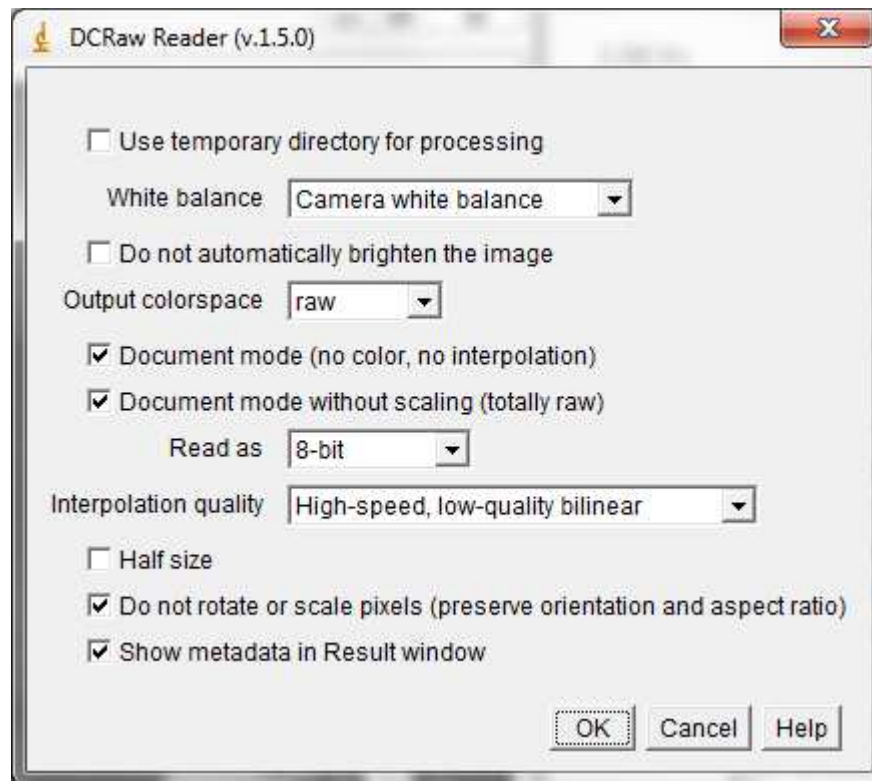 DCRaw Reader (v.1.5.0)
Use temporary directory for processing
White balance Camera white balance
Do not automatically brighten the image
Output colorspace raw
Document mode (no color, no interpolation)
Document mode without scaling (totally raw)
Read as 8-bit
Interpolation quality High-speed, low-quality bilinear
Half size
Do not rotate or scale pixels (preserve orientation and aspect ratio)
Show metadata in Result window
OK Cancel Help